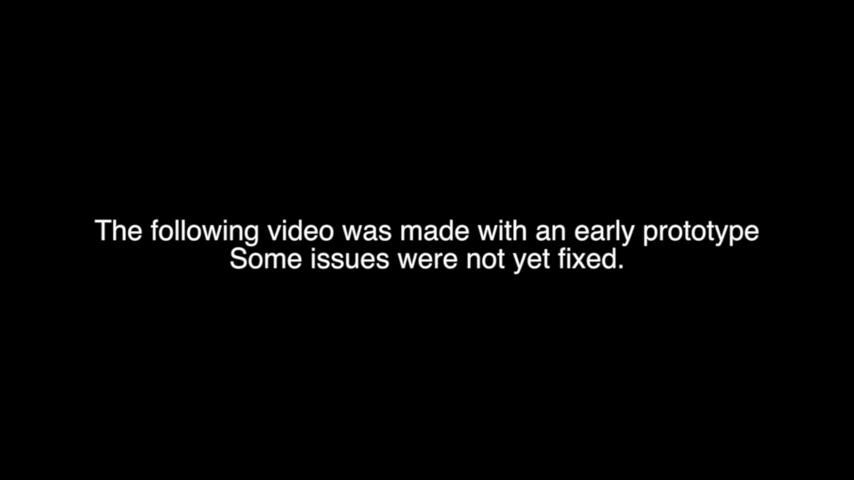 The following video was made with an early prototype
Some issues were not yet fixed.